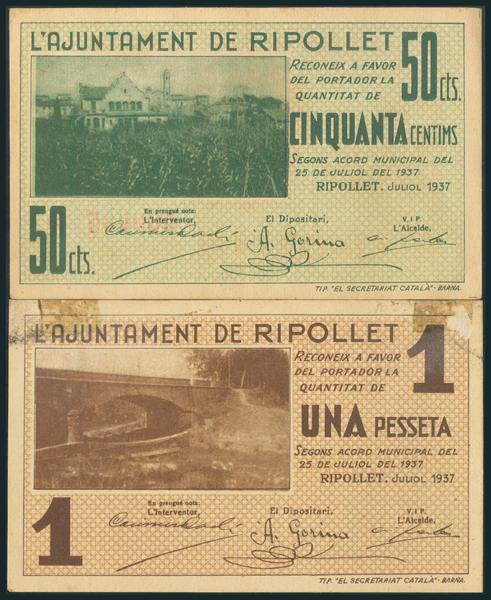 L'AJUNTAMENT DE RIPOLLET
RECONEIX A FAVOR
DEL PORTADOR LA
QUANTITAT DE
50 cts.
CINQUANTA CENTIMS
SEGONS ACORD MUNICIPAL DEL
25 DE JULIOL DEL 1937
RIPOLLET. JULIOL 1937
50 cts.
En prengué nota:
L'Interventor,
El Dipositari,
A. Gorina
V. i P.
L'Alcalde,
TIP. "EL SECRETARIAT CATALÀ"-BARNA.
L'AJUNTAMENT DE RIPOLLET
RECONEIX A FAVOR
DEL PORTADOR LA
QUANTITAT DE
1
UNA PESSETA
SEGONS ACORD MUNICIPAL DEL
25 DE JULIOL DEL 1937
RIPOLLET. JULIOL 1937
1
En prengué nota:
L'Interventor,
El Dipositari,
A. Gorina
V. i P.
L'Alcalde,
TIP. "EL SECRETARIAT CATALÀ"-BARNA.